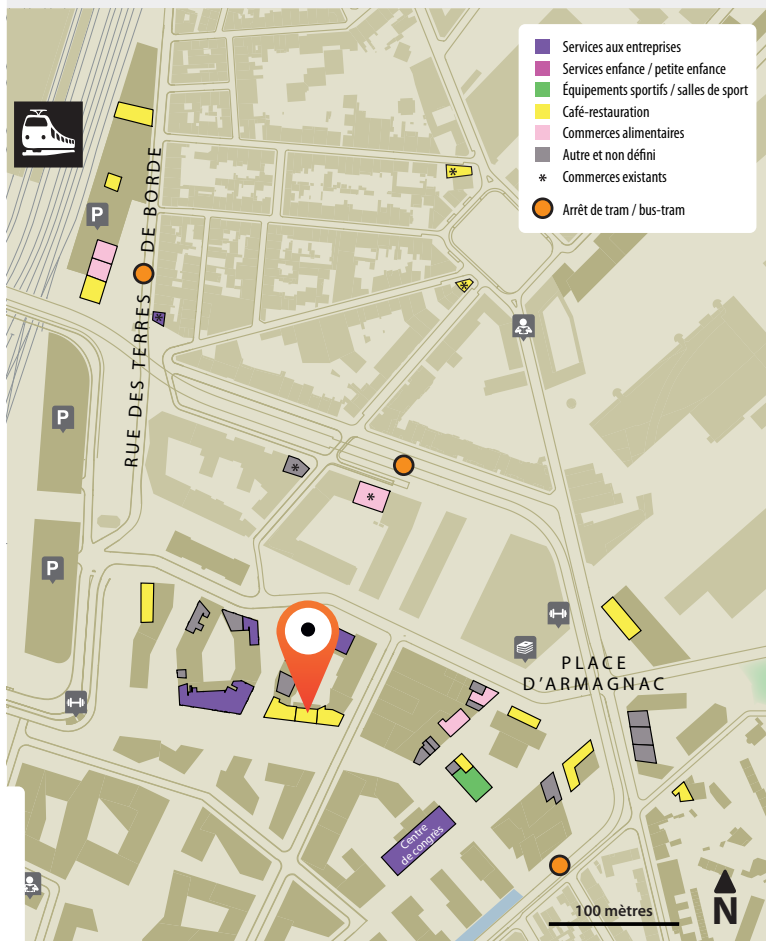 Services aux entreprises
Services enfance / petite enfance
Équipements sportifs / salles de sport
Café-restauration
Commerces alimentaires
Autre et non défini
* Commerces existants
Arrêt de tram / bus-tram
RUE DES TERRES DE BORDE
P
*
*
*
P
*
*
P
PLACE
D'ARMAGNAC
Centre
de congrès
100 mètres
N